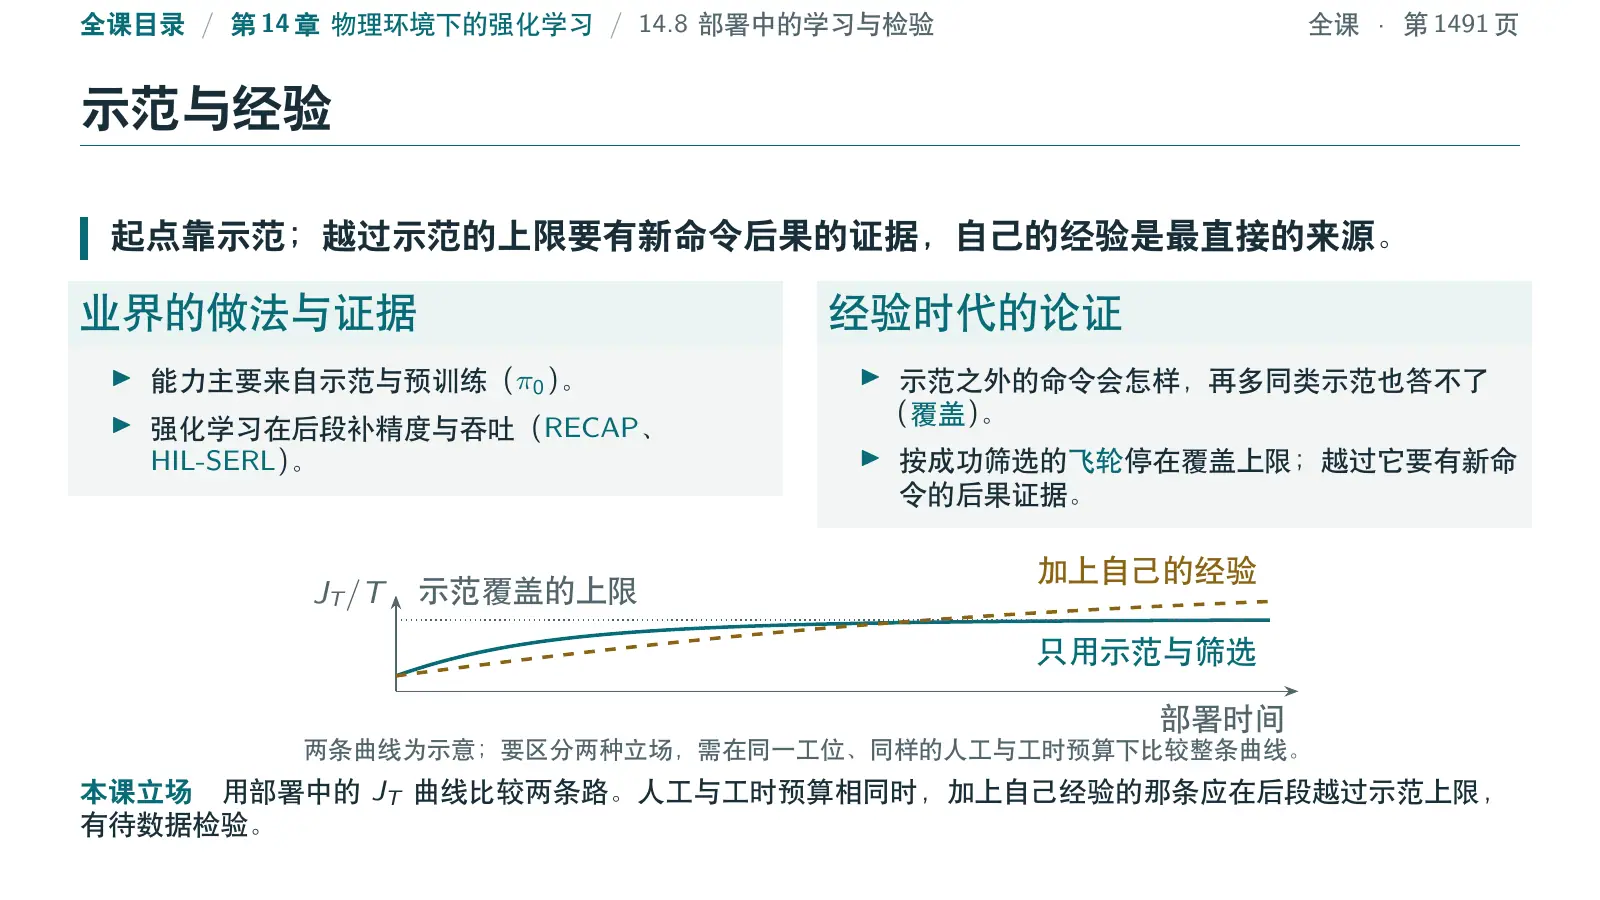 全课目录 / 第 14 章 物理环境下的强化学习 / 14.8 部署中的学习与检验
全课 · 第 1491 页
示范与经验
起点靠示范；越过示范的上限要有新命令后果的证据，自己的经验是最直接的来源。
业界的做法与证据
▶ 能力主要来自示范与预训练（π₀）。
▶ 强化学习在后段补精度与吞吐（RECAP、
HIL-SERL）。
经验时代的论证
▶ 示范之外的命令会怎样，再多同类示范也答不了
（覆盖）。
▶ 按成功筛选的飞轮停在覆盖上限；越过它要有新命
令的后果证据。
J_T/T
示范覆盖的上限
加上自己的经验
只用示范与筛选
部署时间
两条曲线为示意；要区分两种立场，需在同一工位、同样的人工与工时预算下比较整条曲线。
本课立场 用部署中的 J_T 曲线比较两条路。人工与工时预算相同时，加上自己经验的那条应在后段越过示范上限，
有待数据检验。